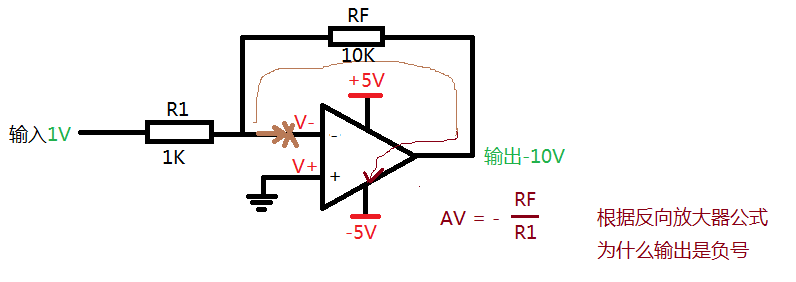 RF
10K
+5V
R1
输入1V
1K
V-
-
V+
+
输出-10V
-5V
AV = - RF
R1
根据反向放大器公式
为什么输出是负号